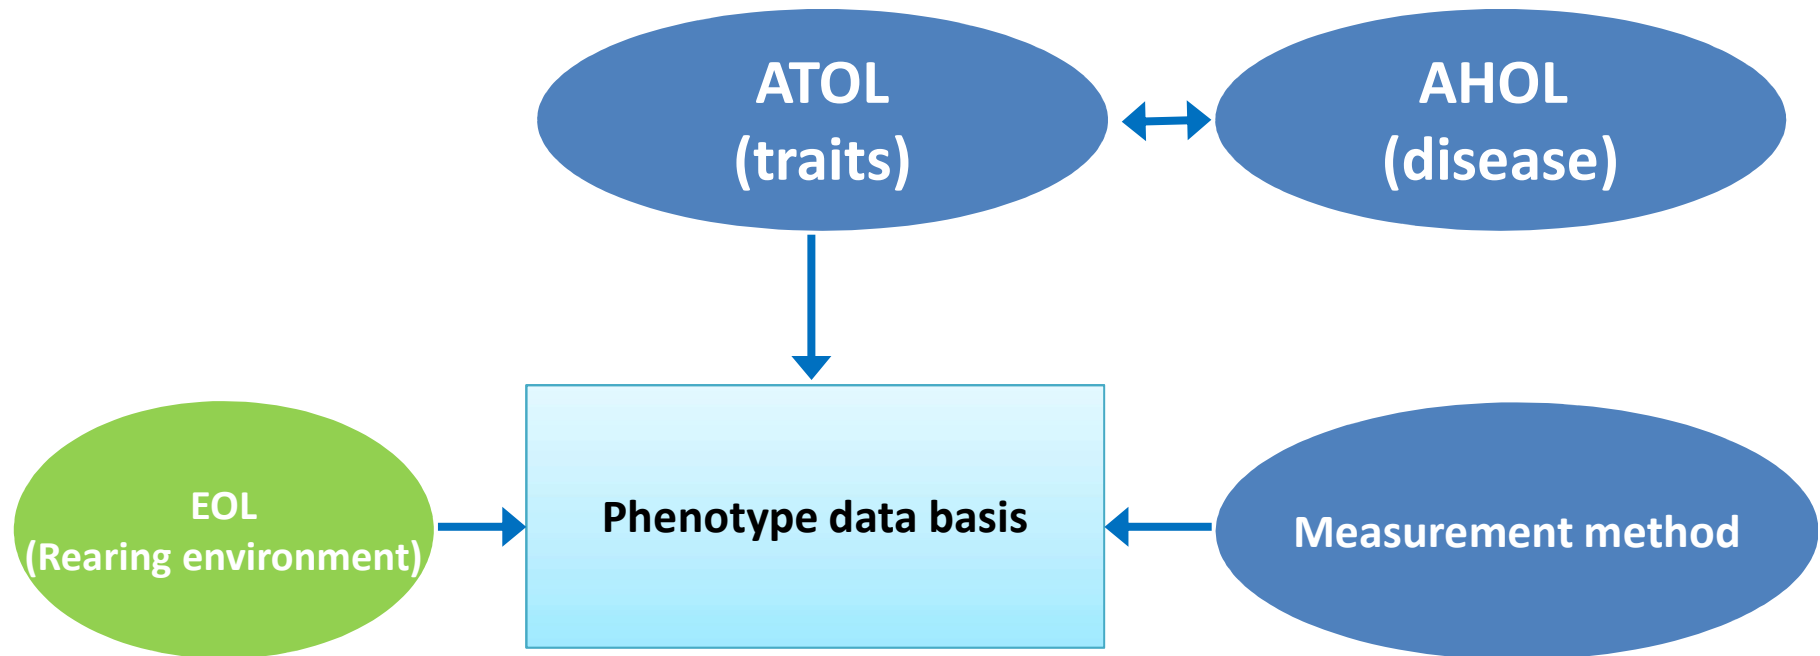 ATOL
(traits)
AHOL
(disease)
EOL
(Rearing environment)
Phenotype data basis
Measurement method